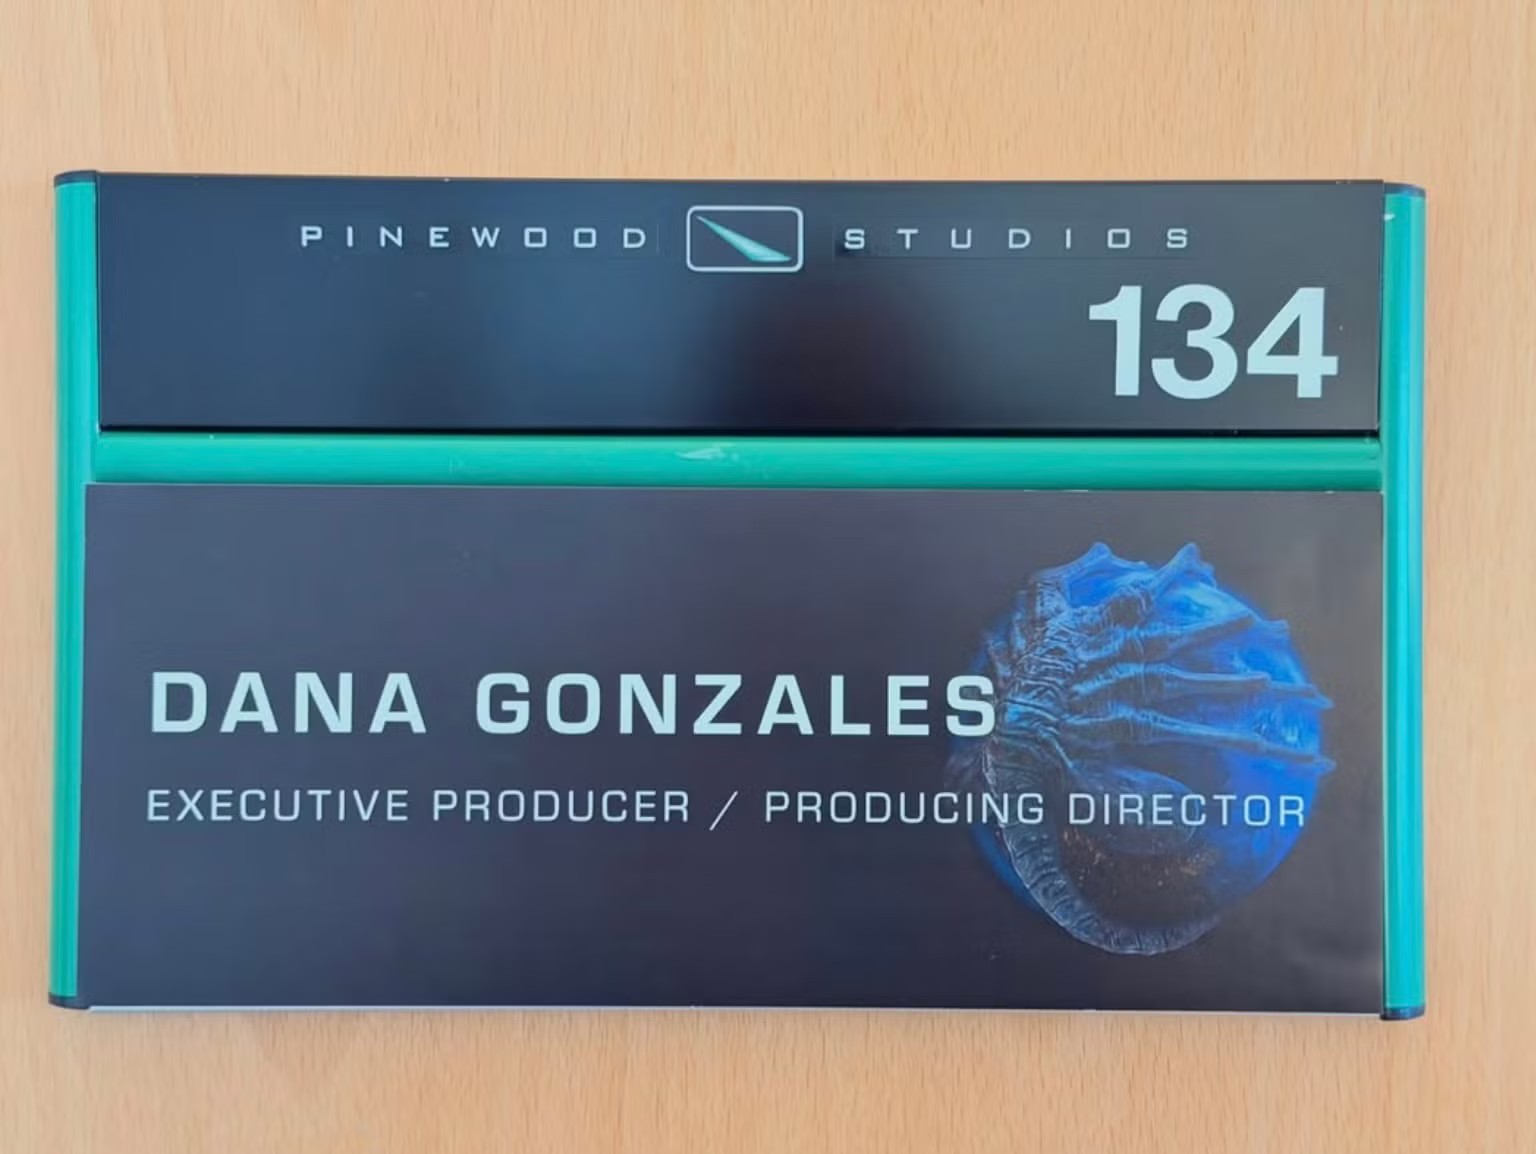 PINEWOOD STUDIOS
134
DANA GONZALES
EXECUTIVE PRODUCER / PRODUCING DIRECTOR